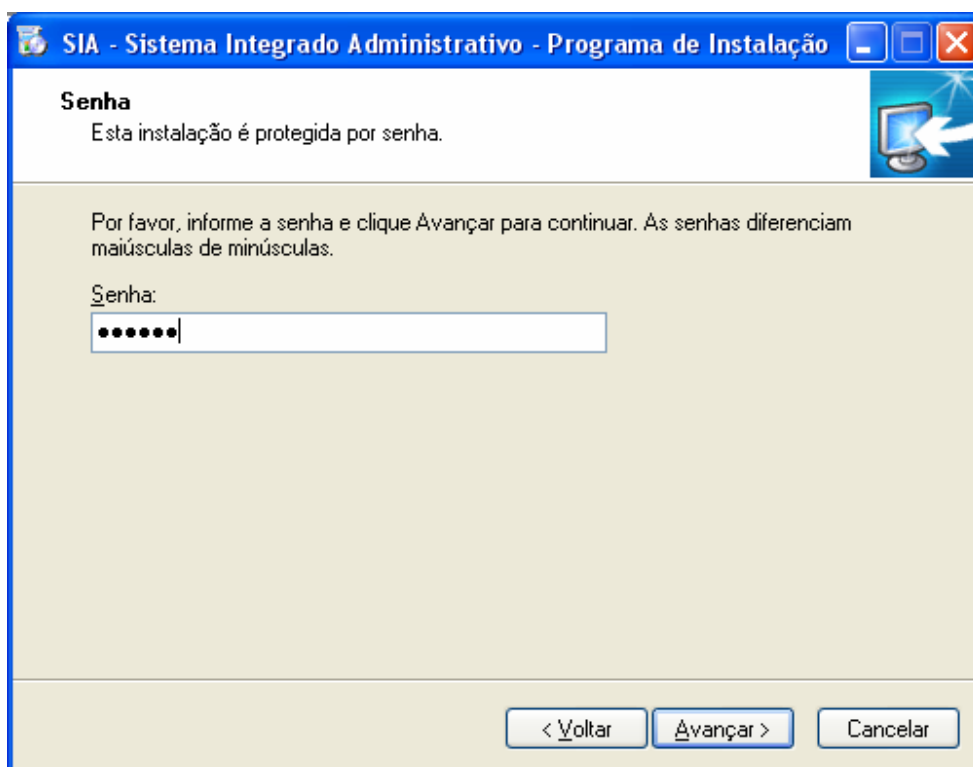 SIA - Sistema Integrado Administrativo - Programa de Instalação
Senha
Esta instalação é protegida por senha.
Por favor, informe a senha e clique Avançar para continuar. As senhas diferenciam
maiúsculas de minúsculas.
Senha:
●●●●●●
< Voltar
Avançar >
Cancelar